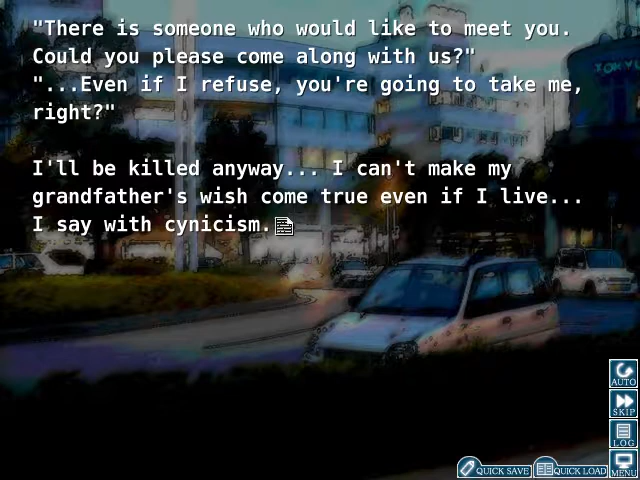 "There is someone who would like to meet you.
Could you please come along with us?"
"...Even if I refuse, you're going to take me,
right?"
I'll be killed anyway... I can't make my
grandfather's wish come true even if I live...
I say with cynicism.
TOKYU
AUTO
SKIP
LOG
QUICK SAVE
QUICK LOAD
MENU